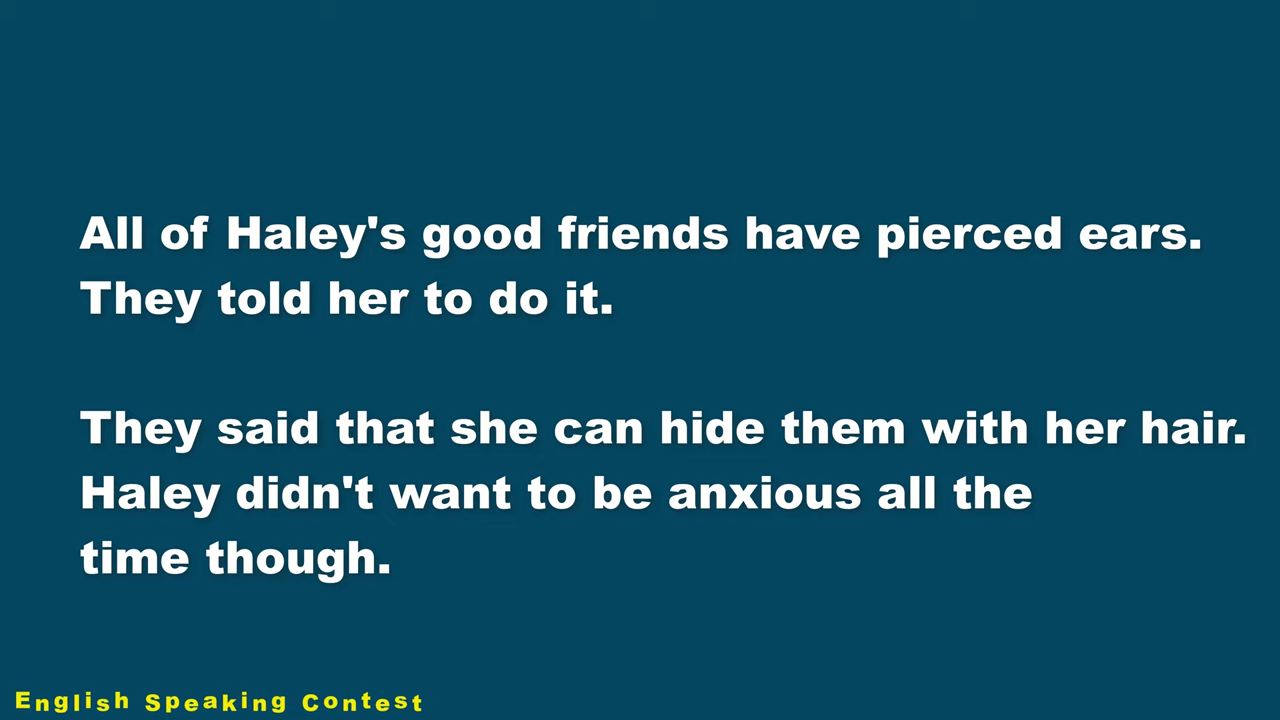 All of Haley's good friends have pierced ears.
They told her to do it.
They said that she can hide them with her hair.
Haley didn't want to be anxious all the
time though.
English Speaking Contest